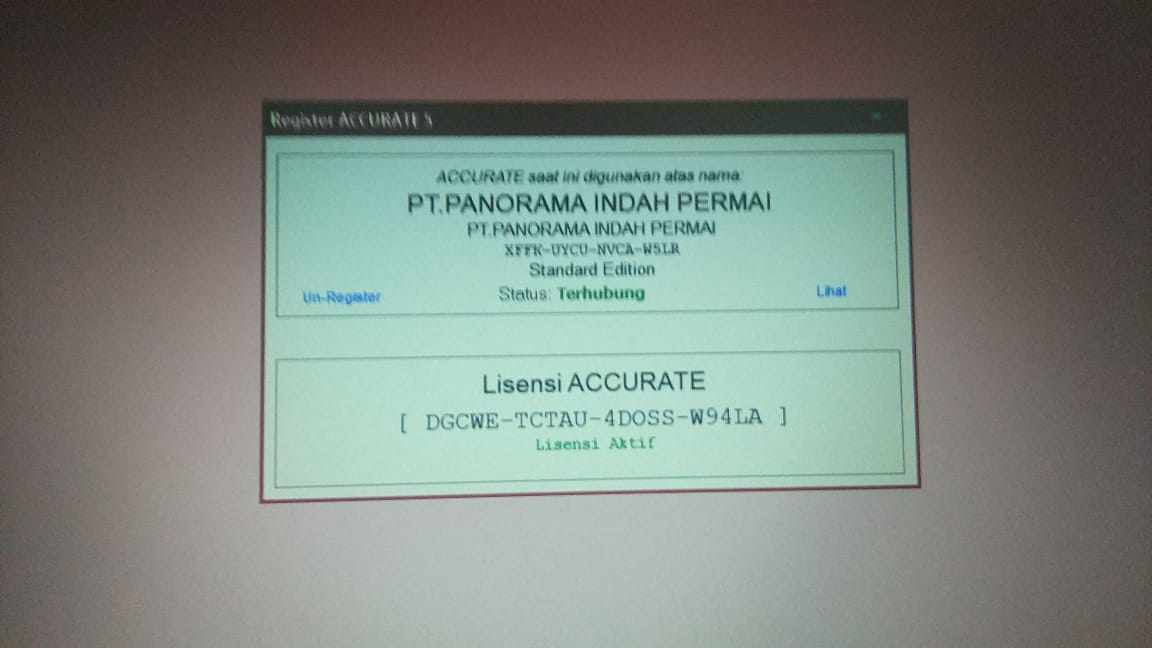 Register ACCURATE 5
ACCURATE saat ini digunakan atas nama:
PT.PANORAMA INDAH PERMAI
PT.PANORAMA INDAH PERMAI
XFFK-UYCU-NVCA-W5LR
Standard Edition
Un-Register
Status: Terhubung
Lihat
Lisensi ACCURATE
[ DGCWE-TCTAU-4DOSS-W94LA ]
Lisensi Aktif